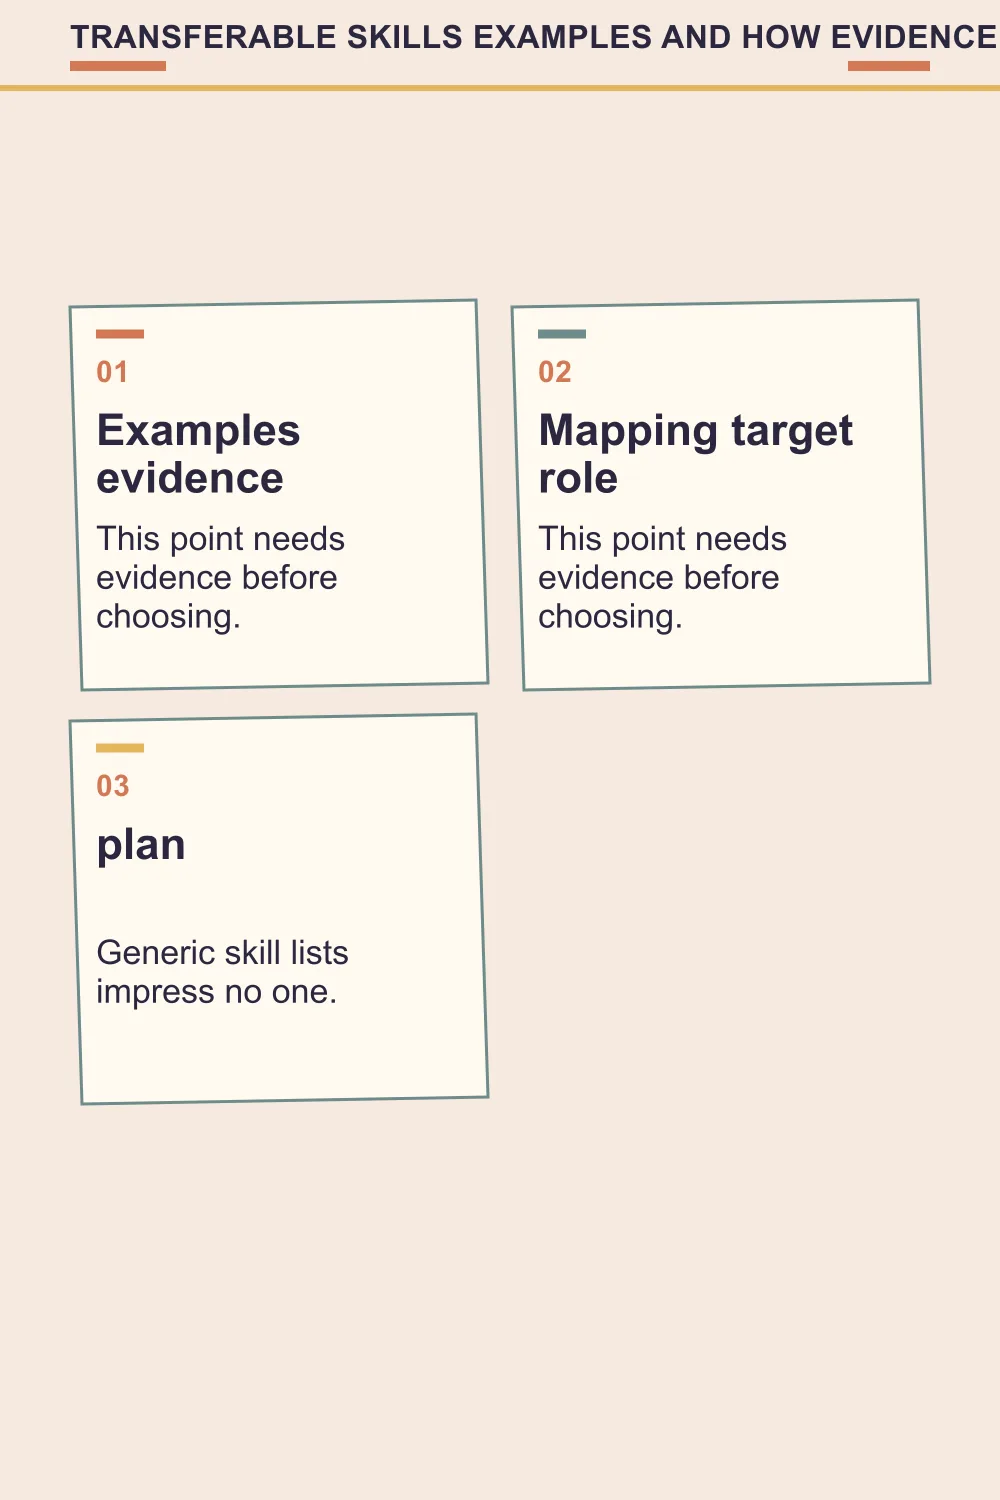 TRANSFERABLE SKILLS EXAMPLES AND HOW EVIDENCE
01
Examples
evidence
This point needs
evidence before
choosing.
02
Mapping target
role
This point needs
evidence before
choosing.
03
plan
Generic skill lists
impress no one.